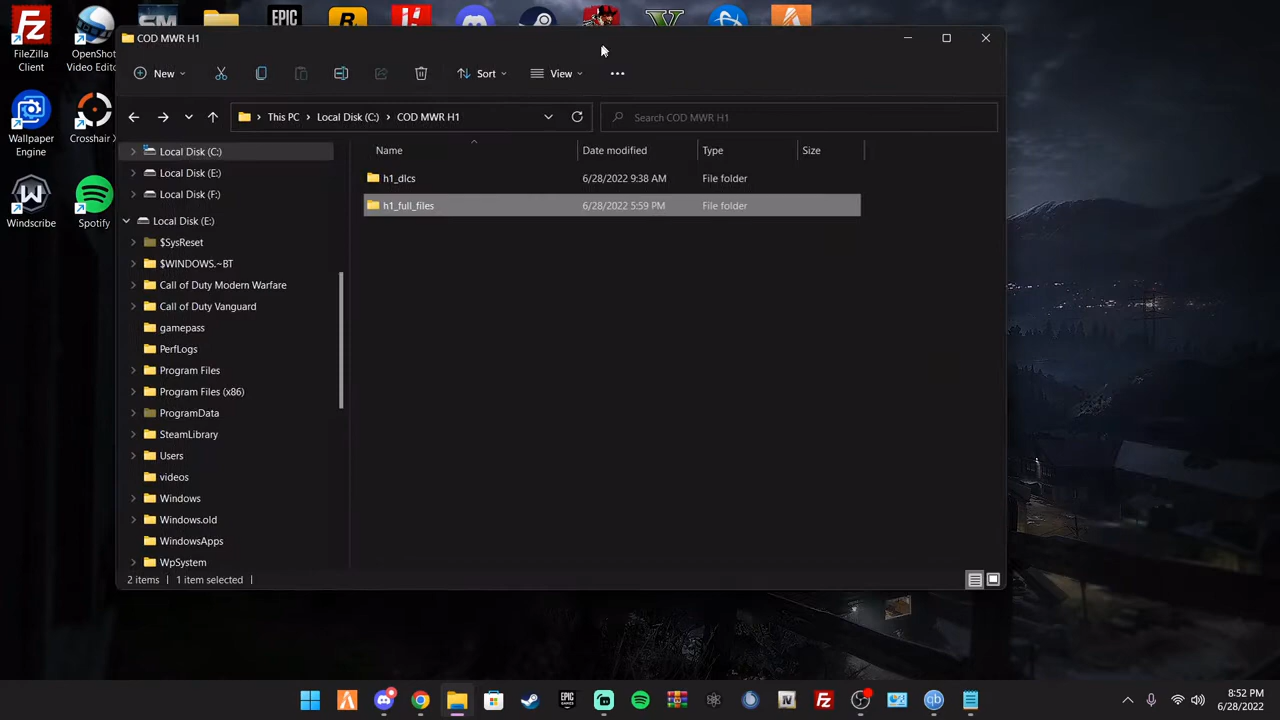 FileZilla
Client
OpenShot
Video Edito
Wallpaper
Engine
Crosshair X
Windscribe
Spotify
COD MWR H1
New
Sort
View
This PC
Local Disk (C:)
COD MWR H1
Search COD MWR H1
Name
Date modified
Type
Size
h1_dlcs
6/28/2022 9:38 AM
File folder
h1_full_files
6/28/2022 5:59 PM
File folder
Local Disk (C:)
Local Disk (E:)
Local Disk (F:)
Local Disk (E:)
$SysReset
$WINDOWS.~BT
Call of Duty Modern Warfare
Call of Duty Vanguard
gamepass
PerfLogs
Program Files
Program Files (x86)
ProgramData
SteamLibrary
Users
videos
Windows
Windows.old
WindowsApps
WpSystem
2 items
1 item selected
EPIC
EPIC
GAMES
IV
8:52 PM
6/28/2022